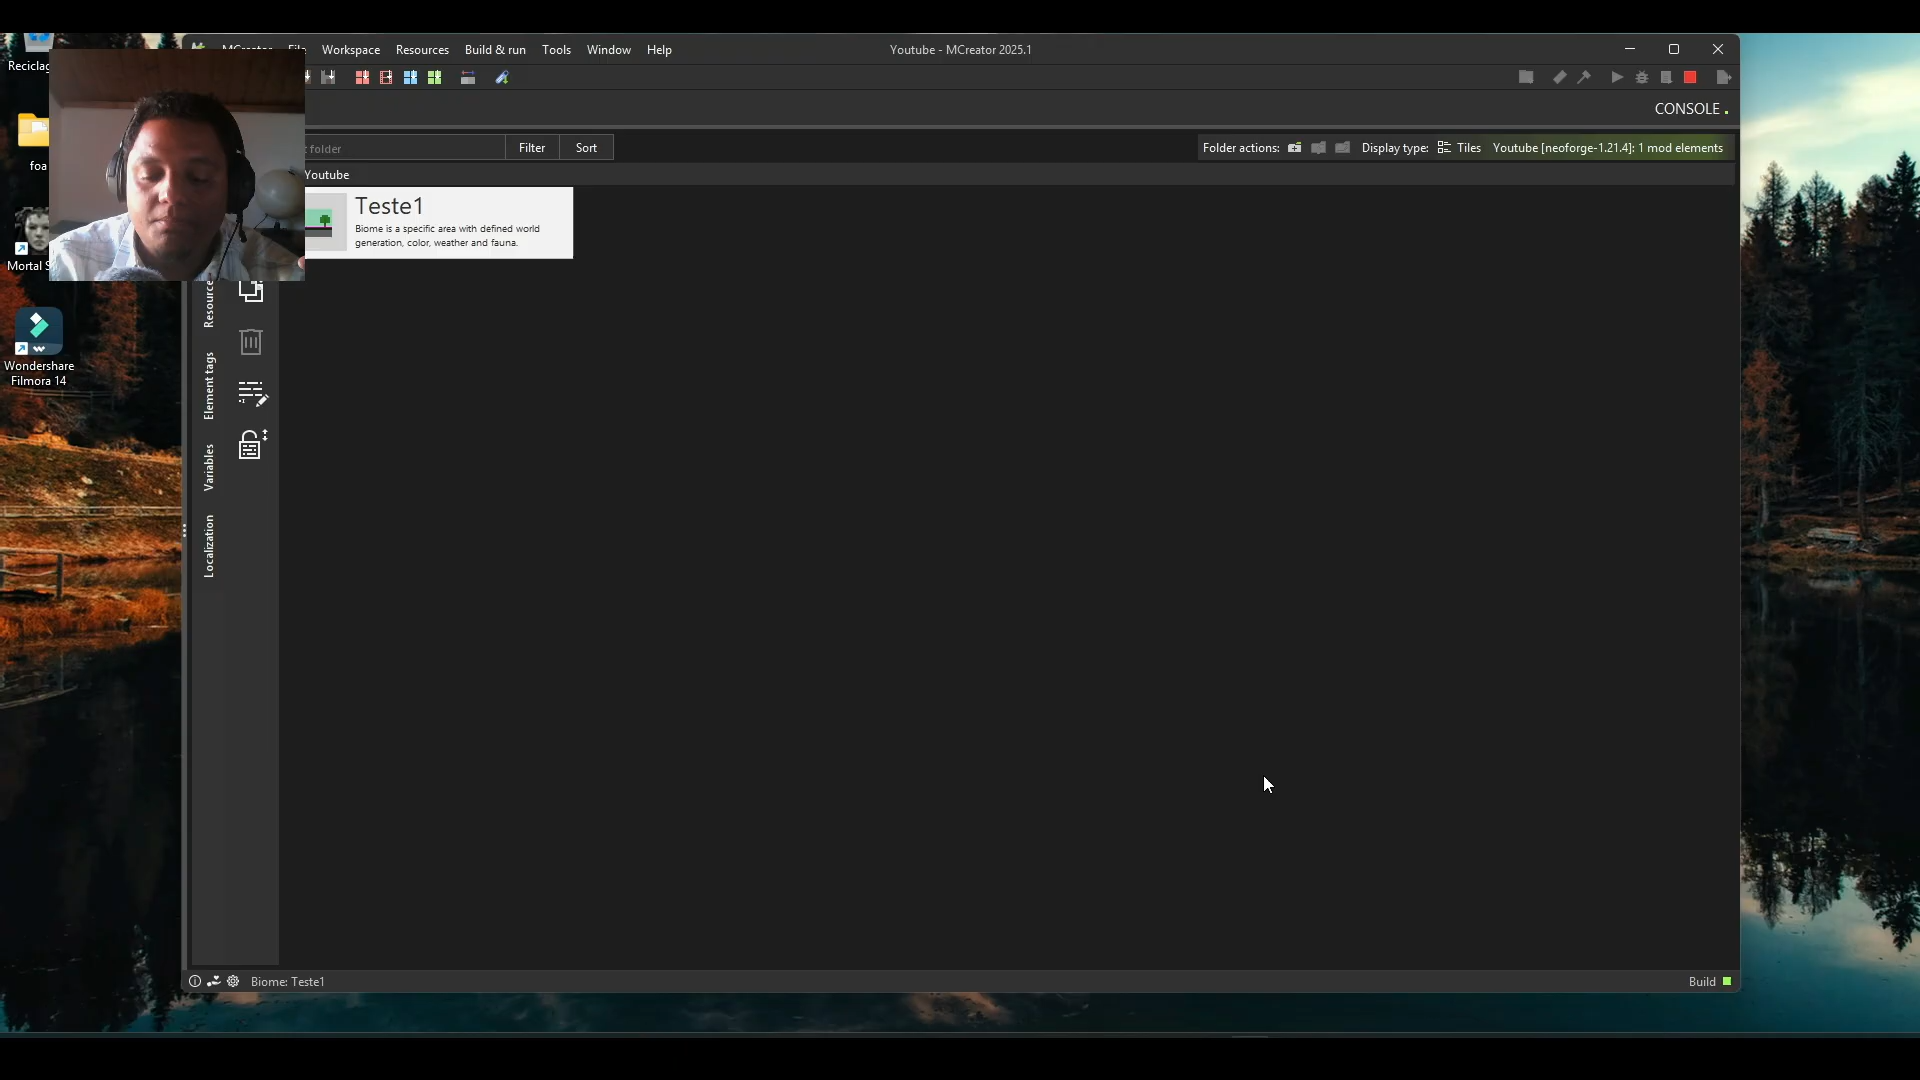 Reciclag
MCreator File Workspace Resources Build & run Tools Window Help
Youtube - MCreator 2025.1
CONSOLE
folder
Filter
Sort
Folder actions:
Display type:
Tiles
Youtube [neoforge-1.21.4]: 1 mod elements
Youtube
Teste1
Biome is a specific area with defined world
generation, color, weather and fauna.
foa
Mortal S
Wondershare
Filmora 14
Resource
Element tags
Variables
Localization
Biome: Teste1
Build